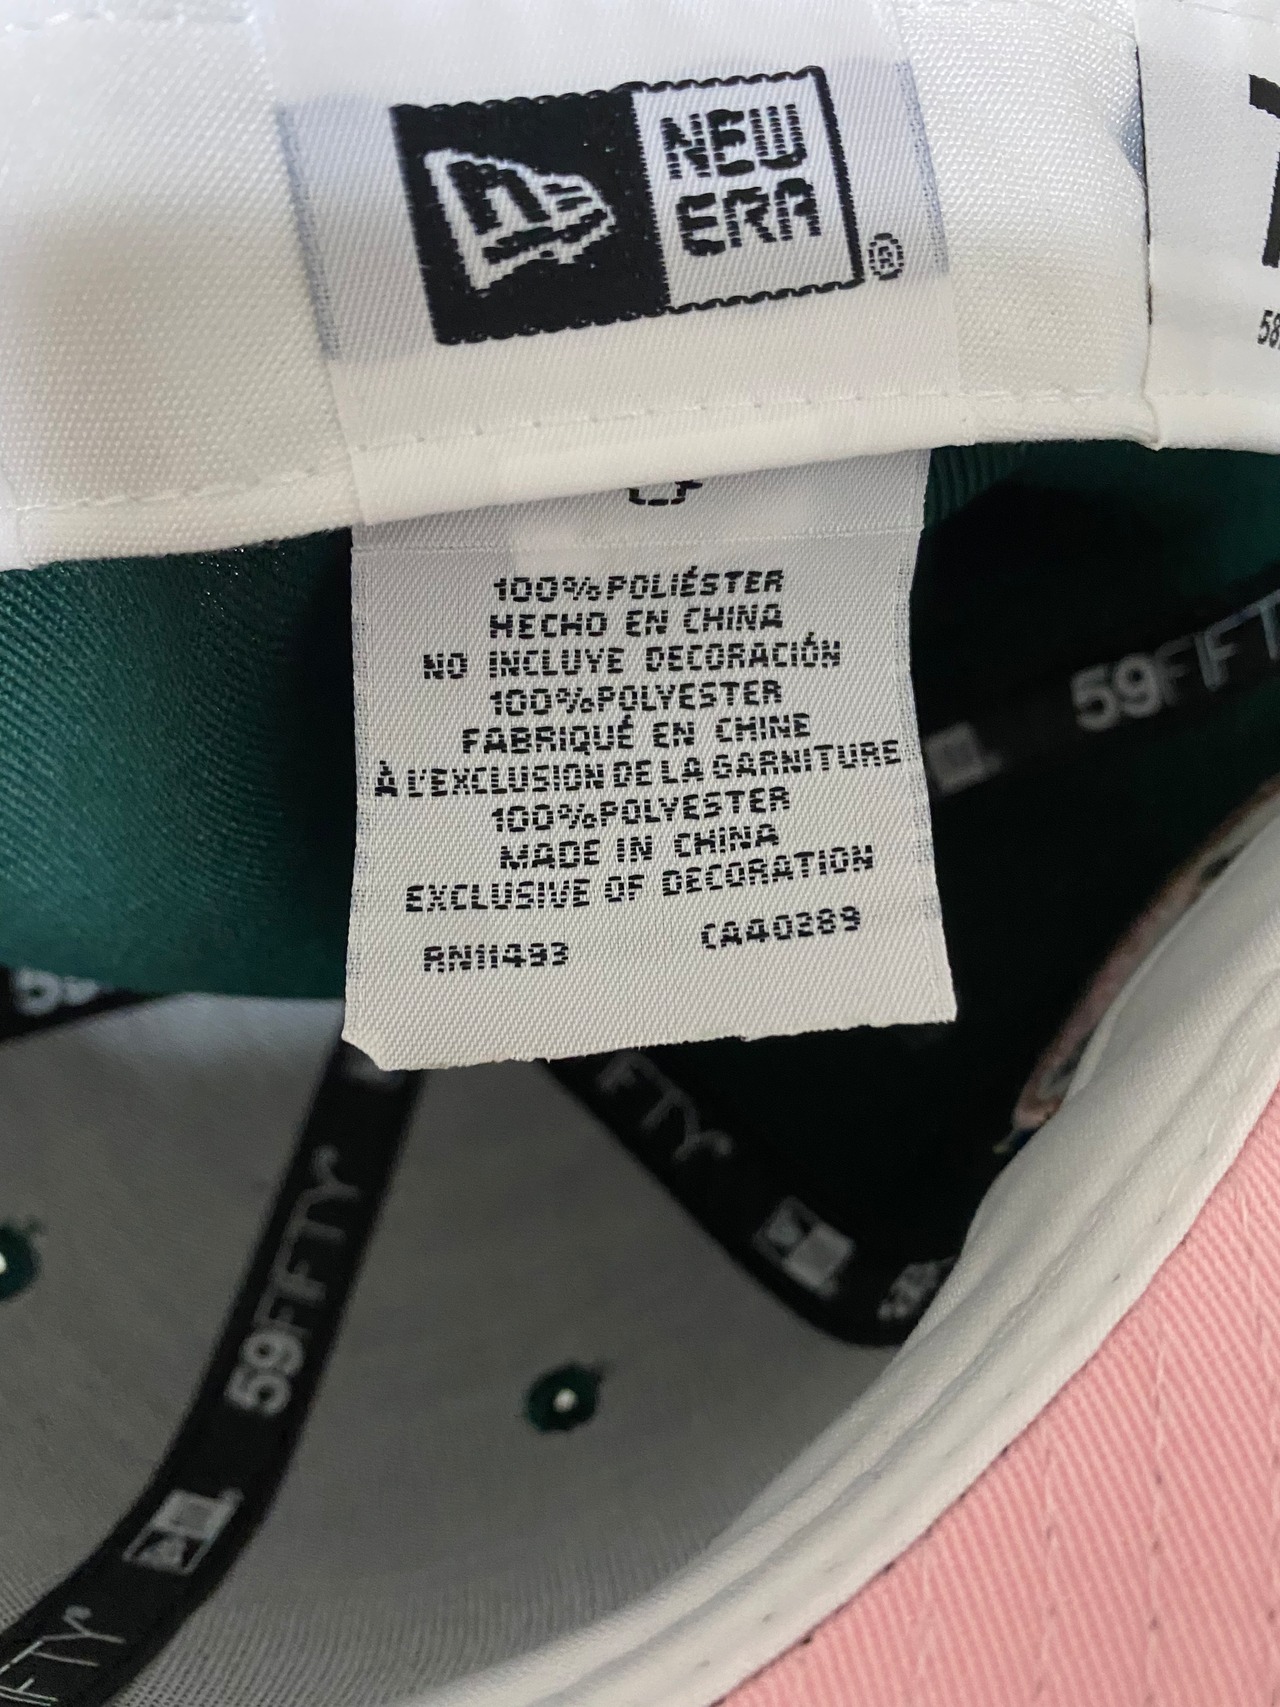 NEW
ERA
®
100%POLIÉSTER
HECHO EN CHINA
NO INCLUYE DECORACIÓN
100%POLYESTER
FABRIQUÉ EN CHINE
À L'EXCLUSION DE LA GARNITURE
100%POLYESTER
MADE IN CHINA
EXCLUSIVE OF DECORATION
RN11493 CA40289
59FIFTY
FIFTY
59FIFTY